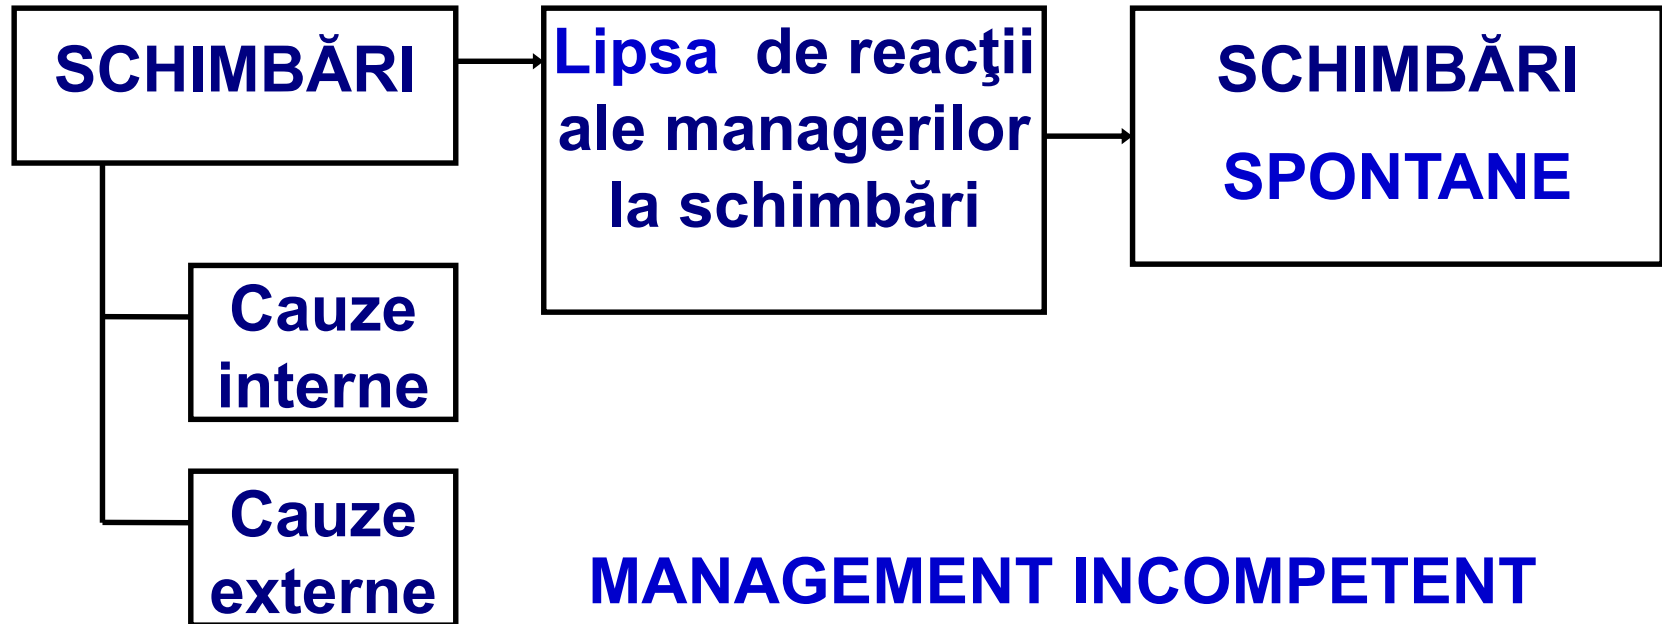 SCHIMBĂRI
Lipsa de reacţii
ale managerilor
la schimbări
SCHIMBĂRI
SPONTANE
Cauze
interne
Cauze
externe
MANAGEMENT INCOMPETENT